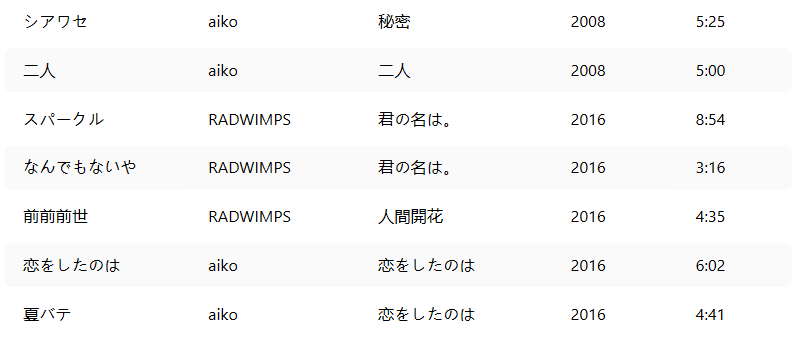 シアワセ aiko 秘密 2008 5:25
二人 aiko 二人 2008 5:00
スパークル RADWIMPS 君の名は。 2016 8:54
なんでもないや RADWIMPS 君の名は。 2016 3:16
前前前世 RADWIMPS 人間開花 2016 4:35
恋をしたのは aiko 恋をしたのは 2016 6:02
夏バテ aiko 恋をしたのは 2016 4:41